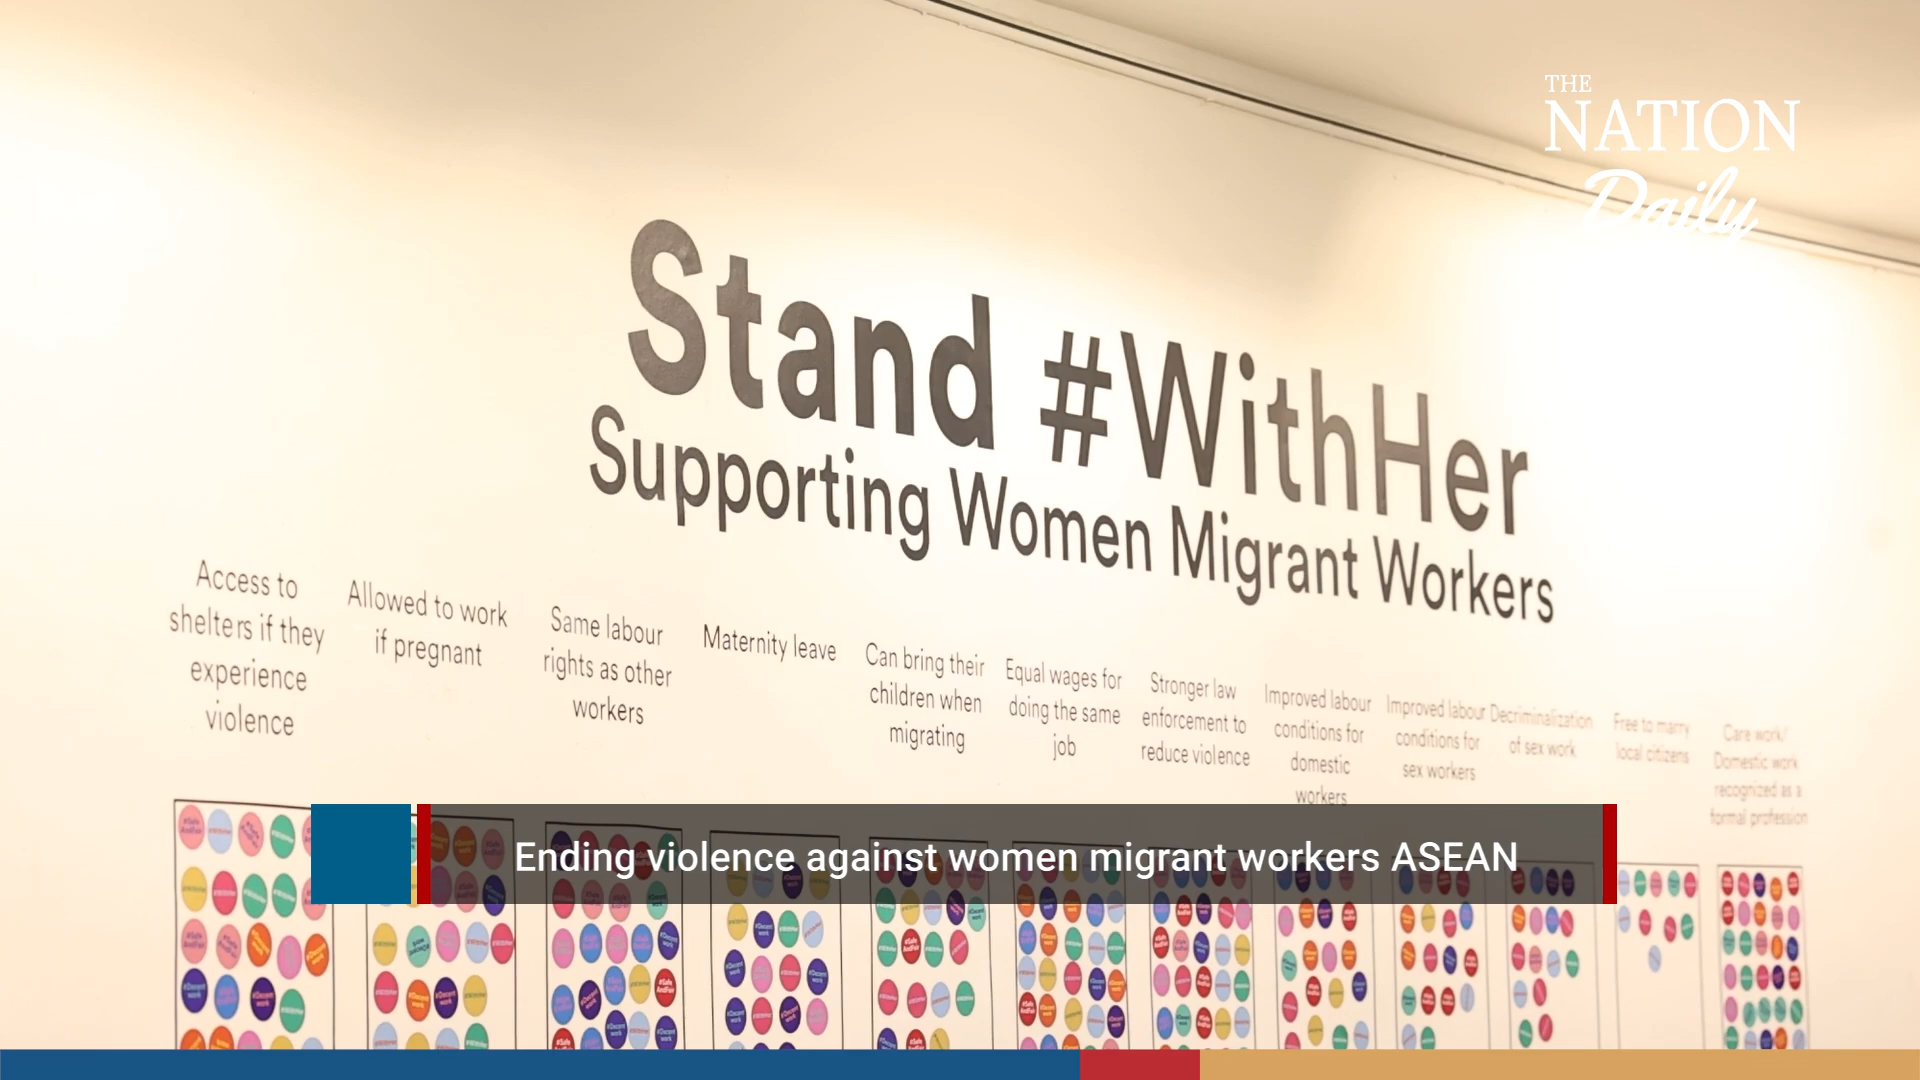 THE
NATION
Daily
Stand #WithHer
Supporting Women Migrant Workers
Access to
shelters if they
experience
violence
Allowed to work
if pregnant
Same labour
rights as other
workers
Maternity leave
Can bring their
children when
migrating
Equal wages for
doing the same
job
Stronger law
enforcement to
reduce violence
Improved labour
conditions for
domestic
workers
Improved labour
conditions for
sex workers
Decriminalization
of sex work
Free to marry
local citizens
Care work/
Domestic work
recognized as a
formal profession
Ending violence against women migrant workers ASEAN